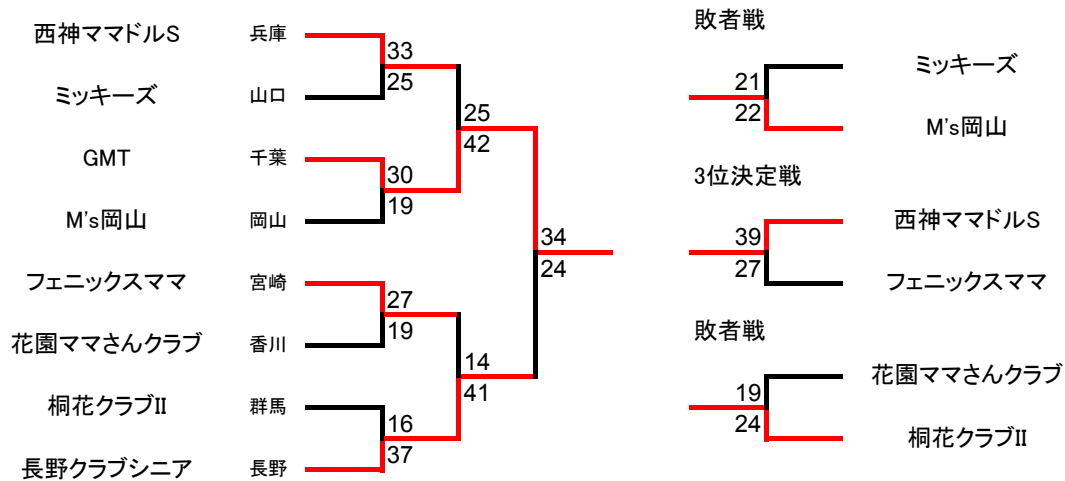 西神ママドルS 兵庫
33
25
ミッキーズ 山口
25
42
GMT 千葉
30
19
M's岡山 岡山
34
24
フェニックスママ 宮崎
27
19
花園ママさんクラブ 香川
14
41
桐花クラブII 群馬
16
37
長野クラブシニア 長野
敗者戦
ミッキーズ
21
22
M's岡山
3位決定戦
西神ママドルS
39
27
フェニックスママ
敗者戦
花園ママさんクラブ
19
24
桐花クラブII